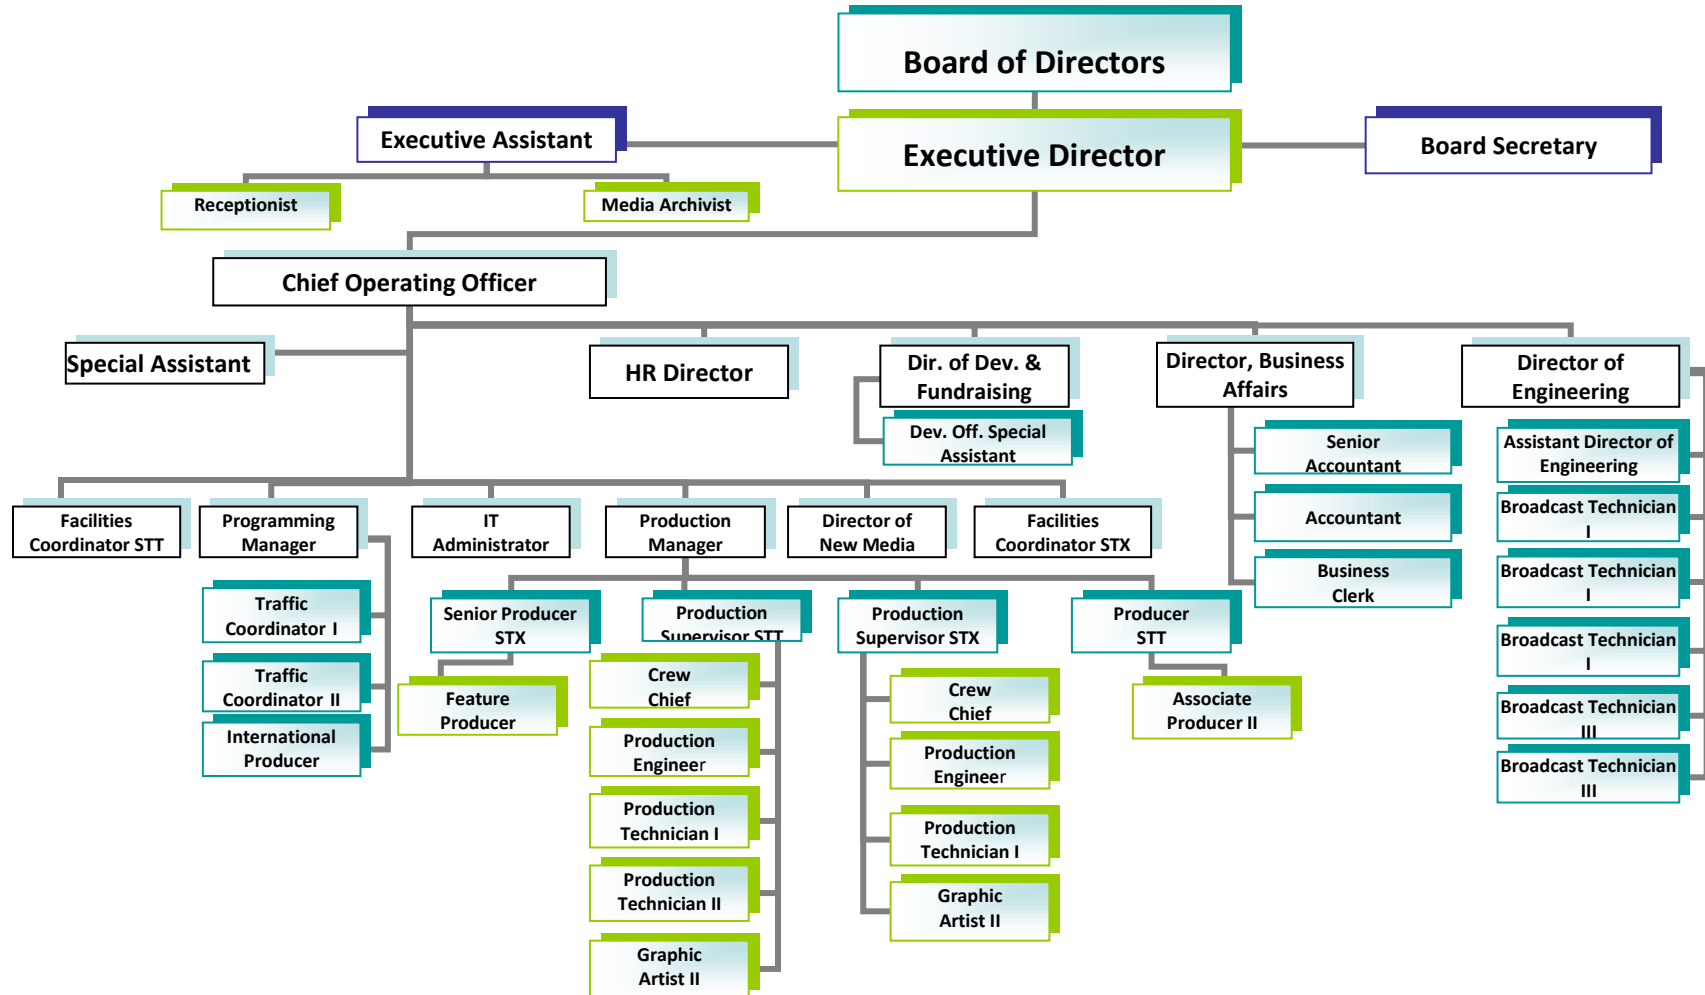 Board of Directors
Executive Assistant
Executive Director
Board Secretary
Receptionist
Media Archivist
Chief Operating Officer
Special Assistant
HR Director
Dir. of Dev. &
Fundraising
Director, Business
Affairs
Director of
Engineering
Dev. Off. Special
Assistant
Senior
Accountant
Accountant
Business
Clerk
Assistant Director of
Engineering
Broadcast Technician
I
Broadcast Technician
I
Broadcast Technician
I
Broadcast Technician
III
Broadcast Technician
III
Facilities
Coordinator STT
Programming
Manager
IT
Administrator
Production
Manager
Director of
New Media
Facilities
Coordinator STX
Traffic
Coordinator I
Traffic
Coordinator II
International
Producer
Senior Producer
STX
Feature
Producer
Production
Supervisor STT
Crew
Chief
Production
Engineer
Production
Technician I
Production
Technician II
Graphic
Artist II
Production
Supervisor STX
Crew
Chief
Production
Engineer
Production
Technician I
Graphic
Artist II
Producer
STT
Associate
Producer II